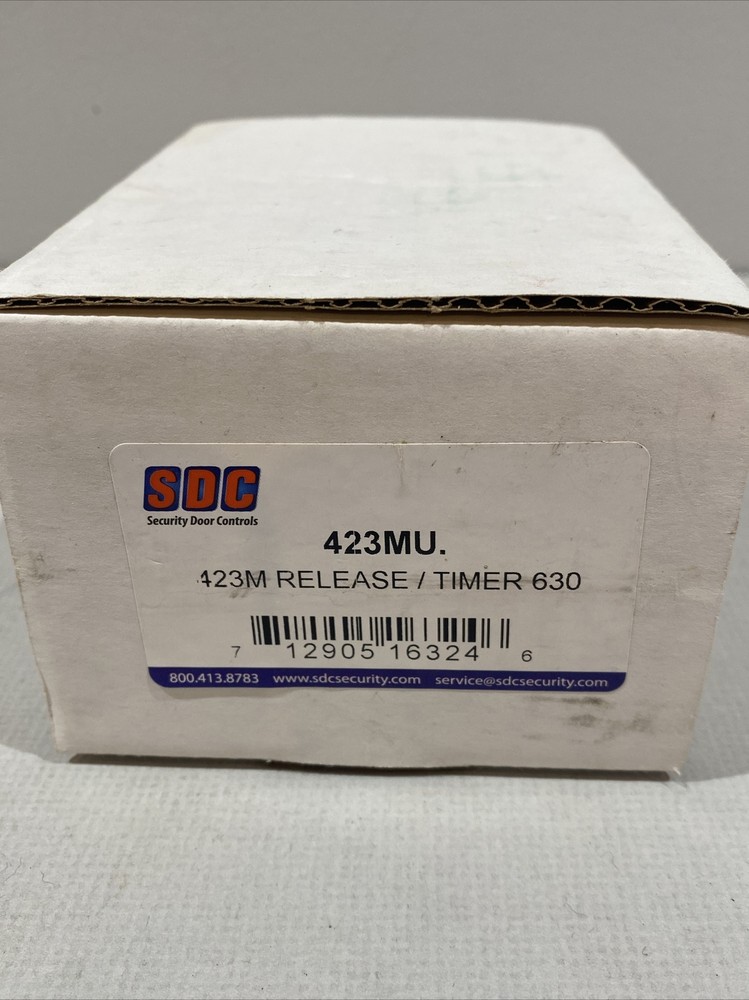 SDC
Security Door Controls
423MU.
423M RELEASE / TIMER 630
7 12905 16324 6
800.413.8783 www.sdcsecurity.com service@sdcsecurity.com